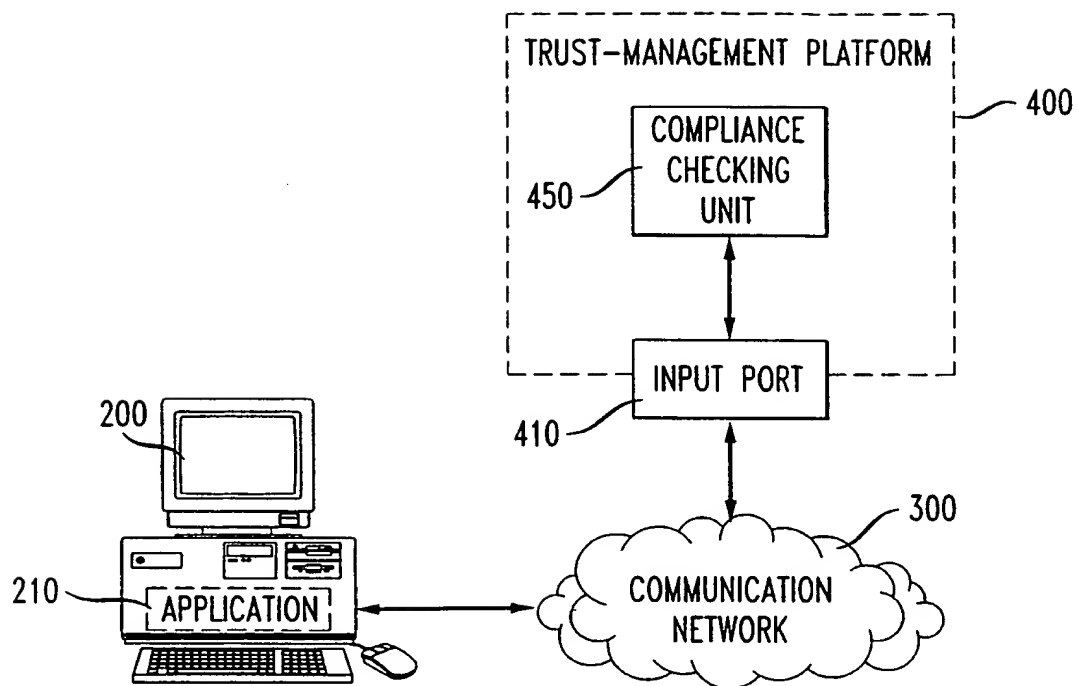 TRUST-MANAGEMENT PLATFORM
400
COMPLIANCE
CHECKING
UNIT
450
INPUT PORT
410
200
300
210
APPLICATION
COMMUNICATION
NETWORK